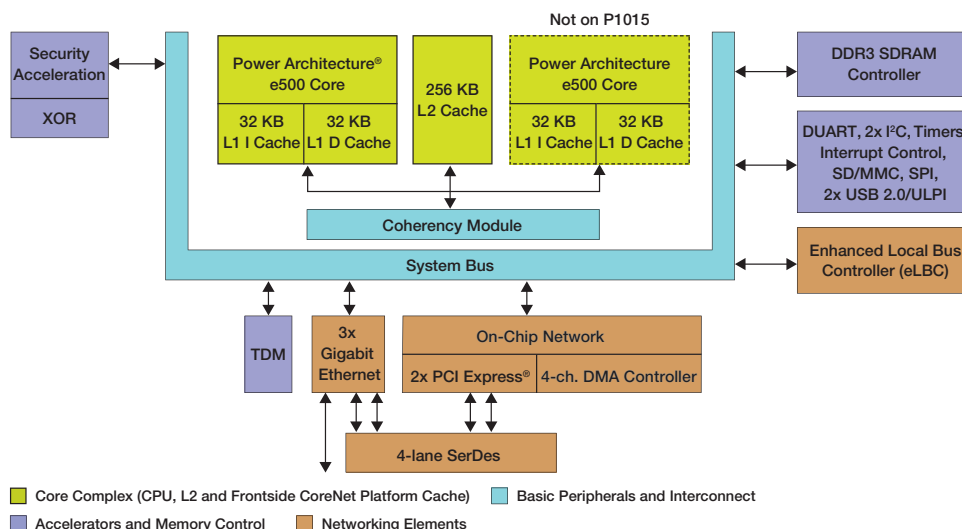 Not on P1015
Security
Acceleration
XOR
Power Architecture®
e500 Core
32 KB
L1 I Cache
32 KB
L1 D Cache
256 KB
L2 Cache
Power Architecture
e500 Core
32 KB
L1 I Cache
32 KB
L1 D Cache
DDR3 SDRAM
Controller
DUART, 2x I²C, Timers
Interrupt Control,
SD/MMC, SPI,
2x USB 2.0/ULPI
Coherency Module
System Bus
Enhanced Local Bus
Controller (eLBC)
TDM
3x
Gigabit
Ethernet
On-Chip Network
2x PCI Express®
4-ch. DMA Controller
4-lane SerDes
Core Complex (CPU, L2 and Frontside CoreNet Platform Cache)
Basic Peripherals and Interconnect
Accelerators and Memory Control
Networking Elements